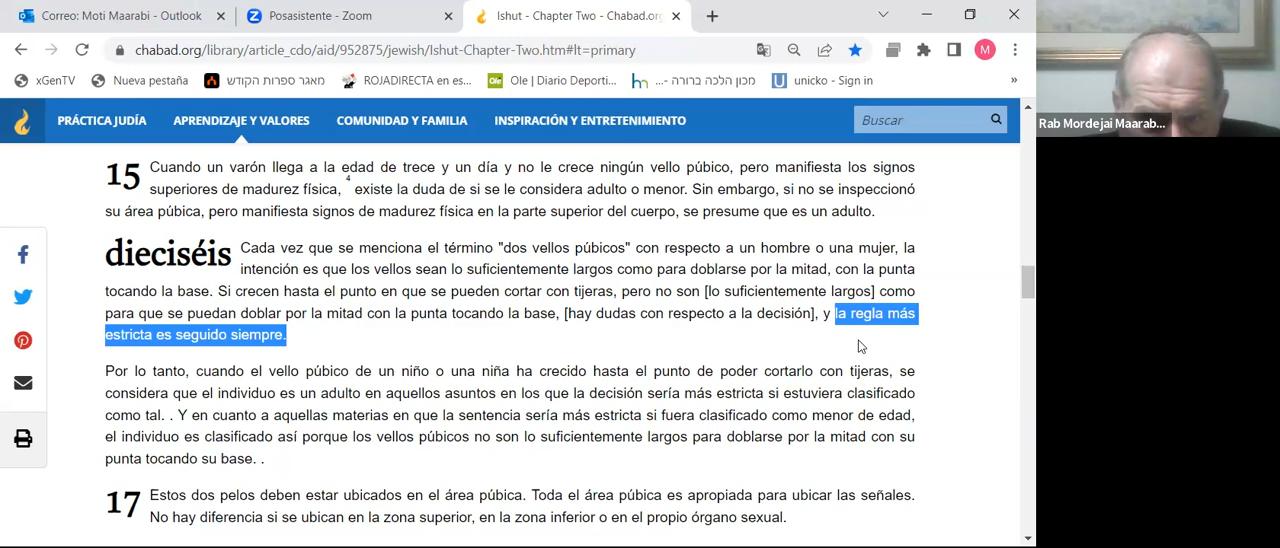 Correo: Moti Maarabi - Outlook
Posasistente - Zoom
Ishut - Chapter Two - Chabad.org
chabad.org/library/article_cdo/aid/952875/jewish/Ishut-Chapter-Two.htm#lt=primary
M
xGenTV
Nueva pestaña
מאגר ספרות הקודש
ROJADIRECTA en es...
Ole | Diario Deporti...
מכון הלכה ברורה -...
unicko - Sign in
Rab Mordejai Maarab...
PRÁCTICA JUDÍA
APRENDIZAJE Y VALORES
COMUNIDAD Y FAMILIA
INSPIRACIÓN Y ENTRETENIMIENTO
Buscar
15 Cuando un varón llega a la edad de trece y un día y no le crece ningún vello púbico, pero manifiesta los signos
superiores de madurez física, 4 existe la duda de si se le considera adulto o menor. Sin embargo, si no se inspeccionó
su área púbica, pero manifiesta signos de madurez física en la parte superior del cuerpo, se presume que es un adulto.
dieciséis Cada vez que se menciona el término "dos vellos púbicos" con respecto a un hombre o una mujer, la
intención es que los vellos sean lo suficientemente largos como para doblarse por la mitad, con la punta
tocando la base. Si crecen hasta el punto en que se pueden cortar con tijeras, pero no son [lo suficientemente largos] como
para que se puedan doblar por la mitad con la punta tocando la base, [hay dudas con respecto a la decisión], y la regla más
estricta es seguido siempre.
Por lo tanto, cuando el vello púbico de un niño o una niña ha crecido hasta el punto de poder cortarlo con tijeras, se
considera que el individuo es un adulto en aquellos asuntos en los que la decisión sería más estricta si estuviera clasificado
como tal. . Y en cuanto a aquellas materias en que la sentencia sería más estricta si fuera clasificado como menor de edad,
el individuo es clasificado así porque los vellos púbicos no son lo suficientemente largos para doblarse por la mitad con su
punta tocando su base. .
17 Estos dos pelos deben estar ubicados en el área púbica. Toda el área púbica es apropiada para ubicar las señales.
No hay diferencia si se ubican en la zona superior, en la zona inferior o en el propio órgano sexual.